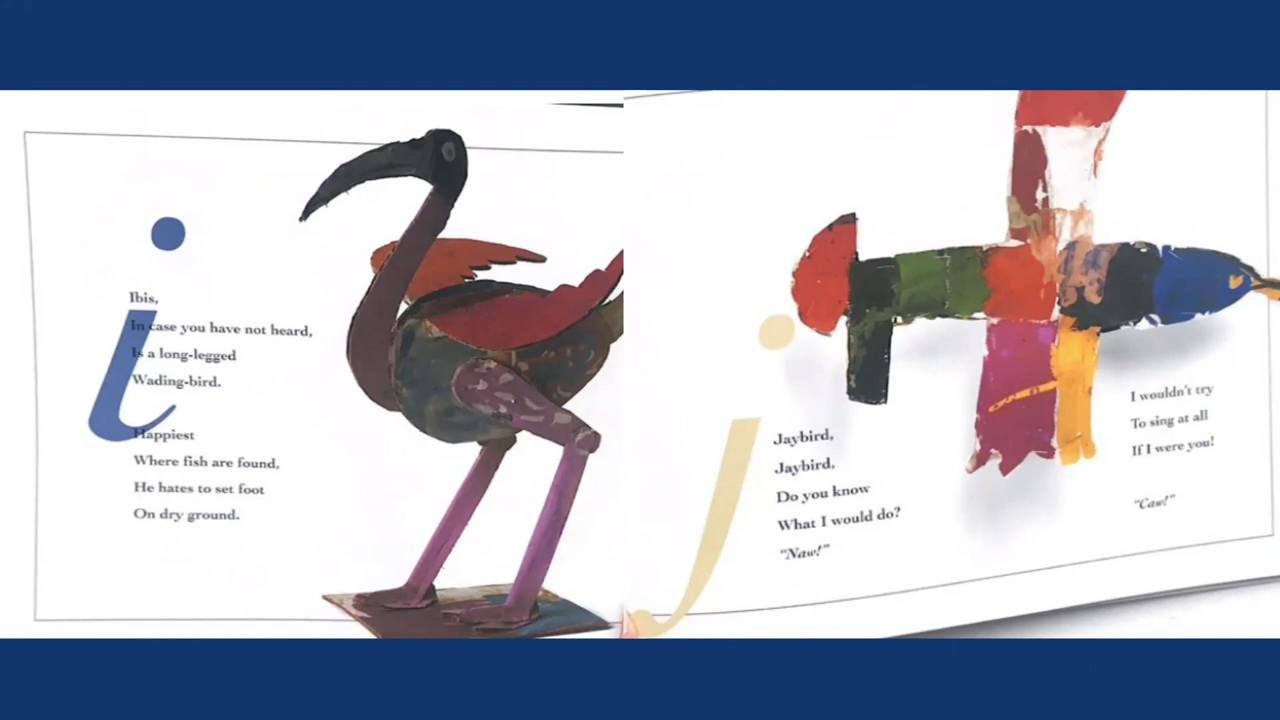 i
Ibis,
In case you have not heard,
Is a long-legged
Wading-bird.
Happiest
Where fish are found,
He hates to set foot
On dry ground.
j
Jaybird,
Jaybird,
Do you know
What I would do?
“Naw!”
I wouldn't try
To sing at all
If I were you!
“Caw!”